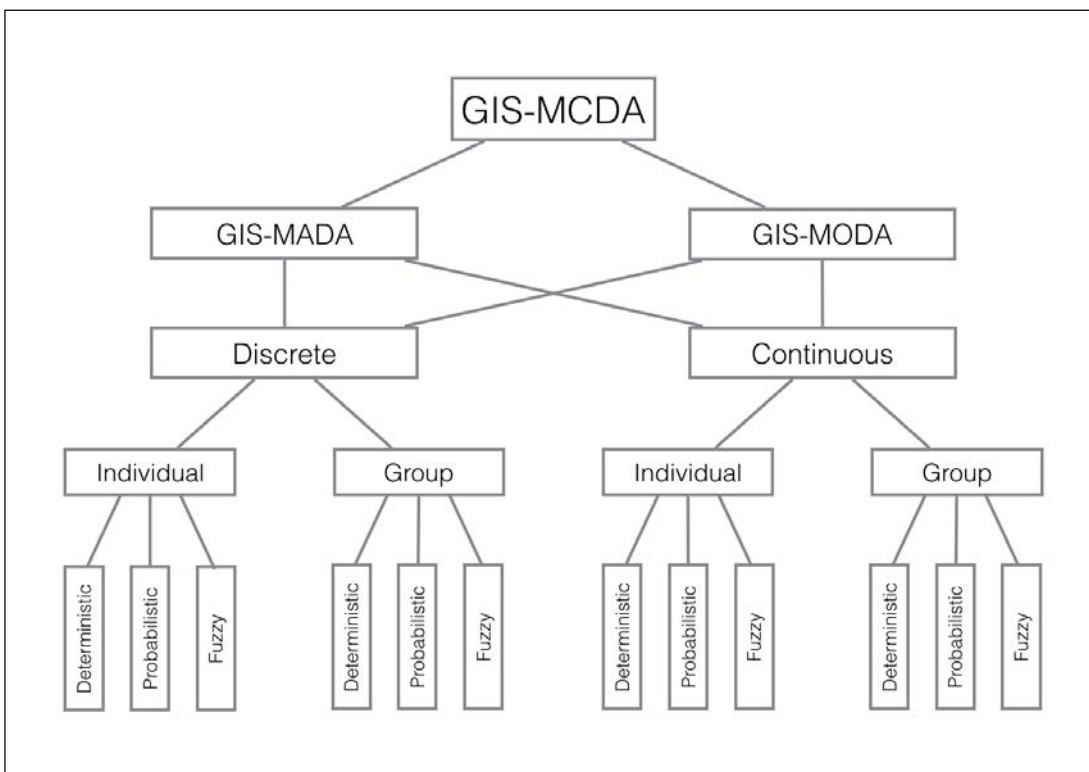 GIS-MCDA
GIS-MADA
GIS-MODA
Discrete
Continuous
Individual
Group
Individual
Group
Deterministic
Probabilistic
Fuzzy
Deterministic
Probabilistic
Fuzzy
Deterministic
Probabilistic
Fuzzy
Deterministic
Probabilistic
Fuzzy